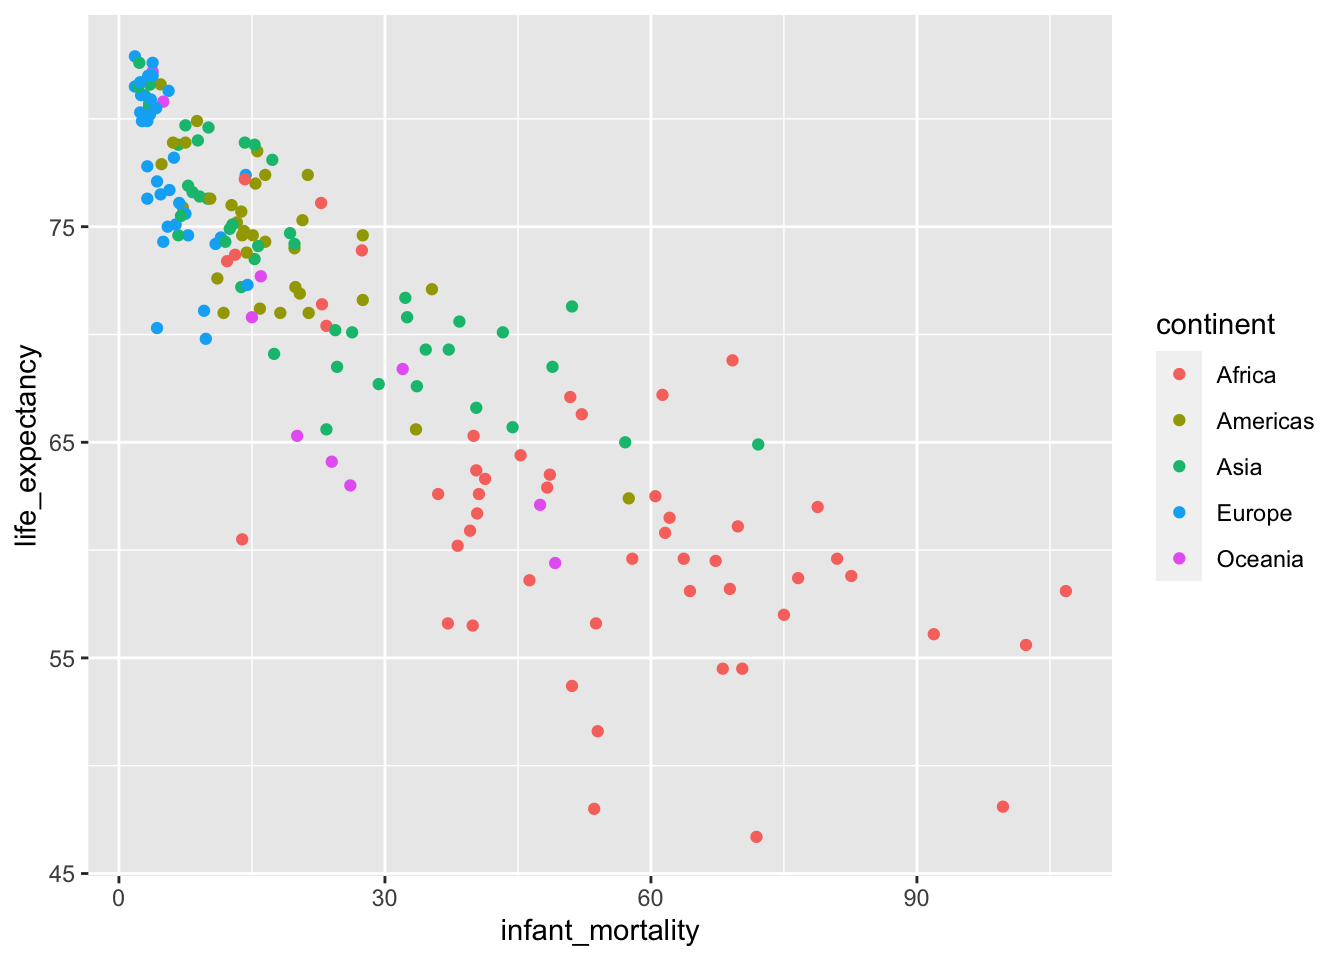 life_expectancy
75
65
55
45
0
30
60
90
infant_mortality
continent
Africa
Americas
Asia
Europe
Oceania